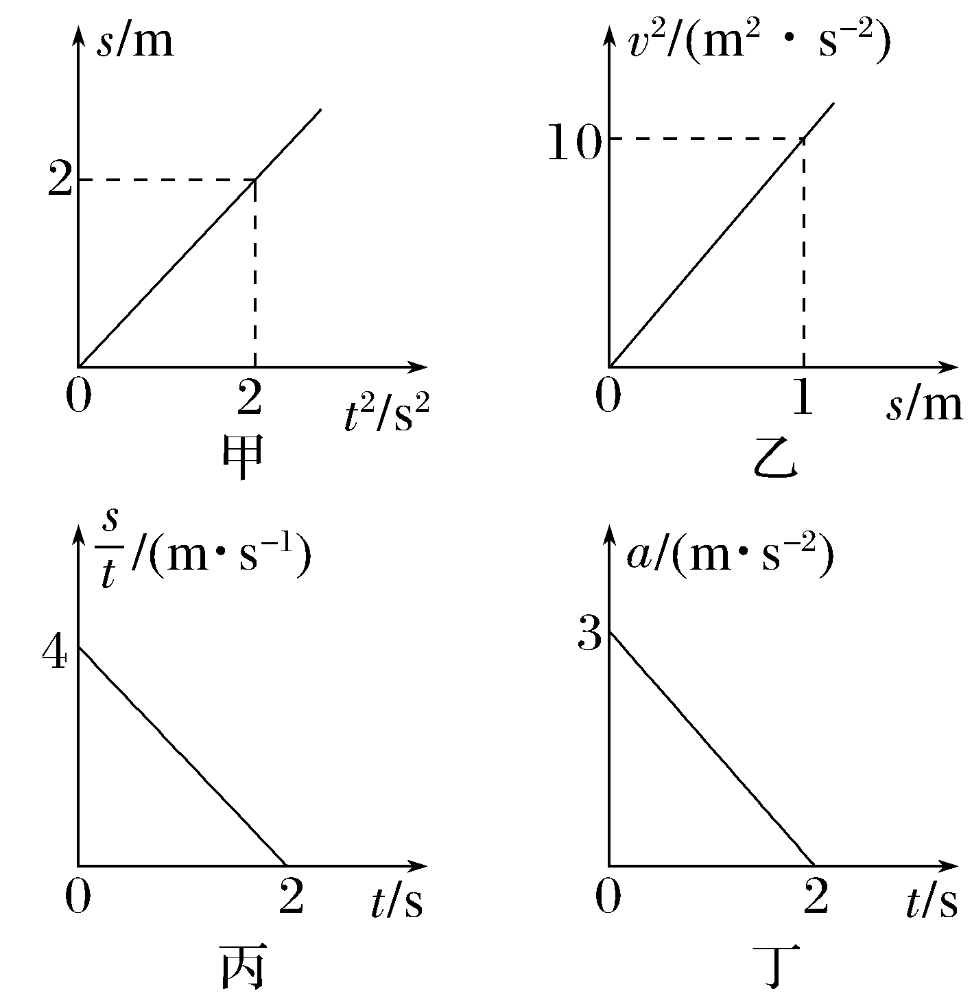 s/m
2
0
2
t²/s²
甲
v²/(m²· s⁻²)
10
0
1
s/m
乙
s/t /(m·s⁻¹)
4
0
2
t/s
丙
a/(m·s⁻²)
3
0
2
t/s
丁